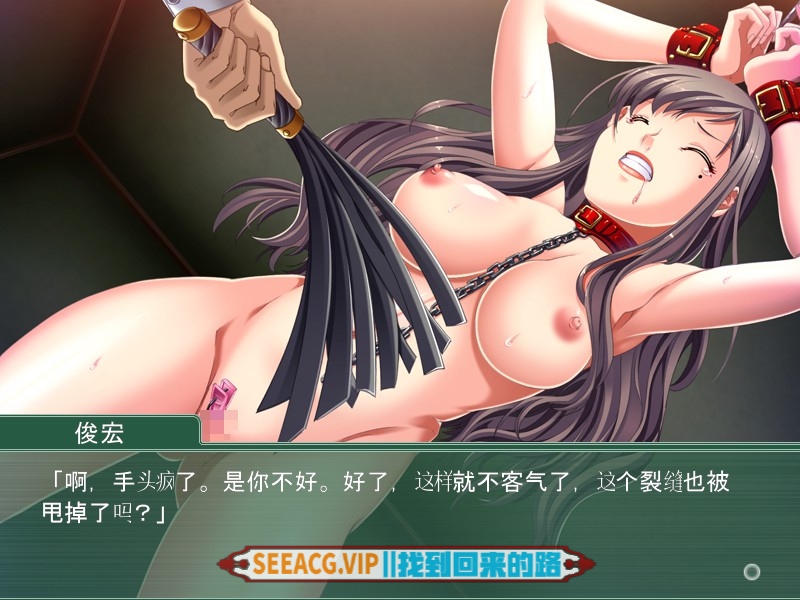 俊宏
「啊，手头疯了。是你不好。好了，这样就不客气了，这个裂缝也被
甩掉了吗？」
SEEACG.VIP||找到回来的路